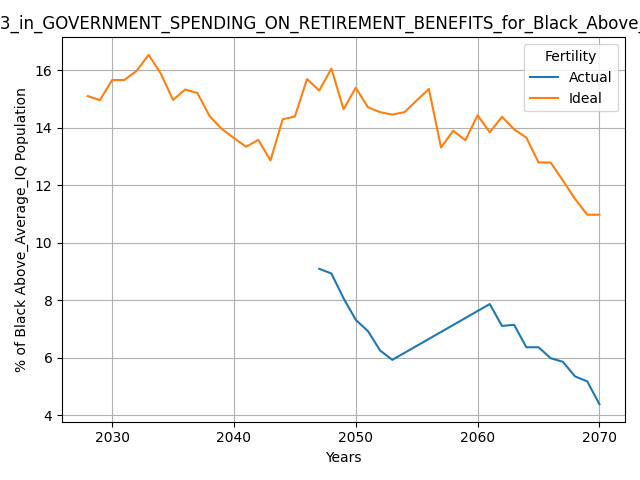 3_in_GOVERNMENT_SPENDING_ON_RETIREMENT_BENEFITS_for_Black_Above_
Fertility
Actual
Ideal
% of Black Above_Average_IQ Population
16
14
12
10
8
6
4
2030
2040
2050
2060
2070
Years